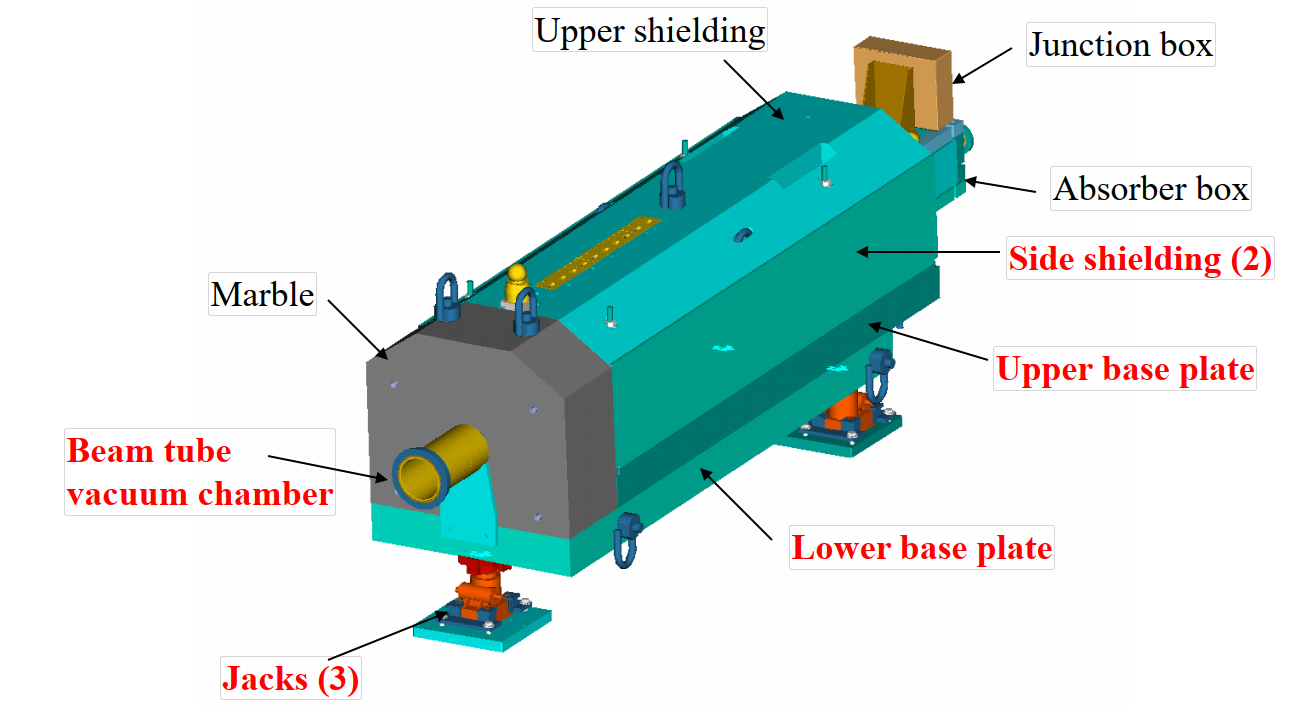 Upper shielding
Junction box
Absorber box
Side shielding (2)
Marble
Upper base plate
Beam tube
vacuum chamber
Lower base plate
Jacks (3)